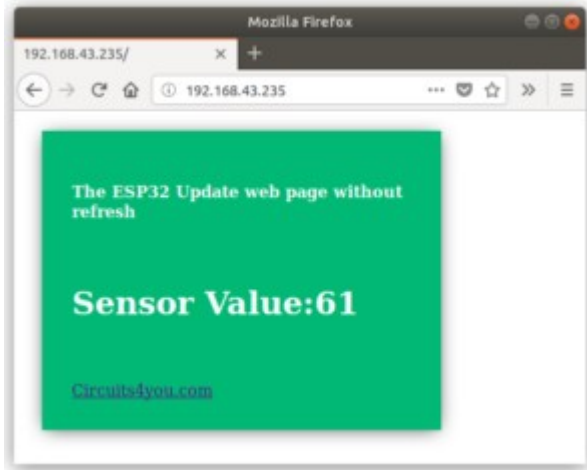 Mozilla Firefox
192.168.43.235/
192.168.43.235
The ESP32 Update web page without
refresh
Sensor Value:61
Circuits4you.com